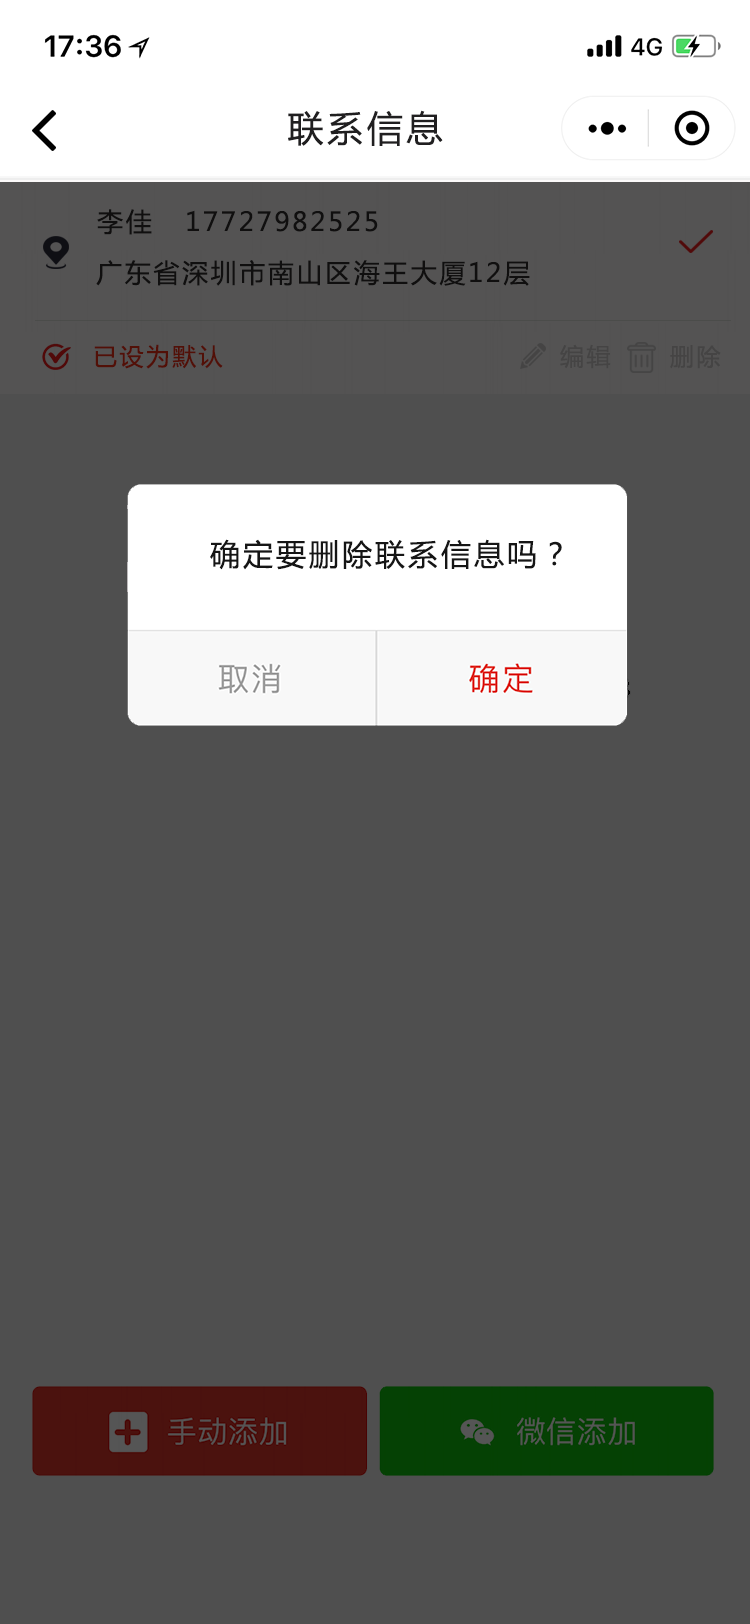 17:36 4G
联系信息
李佳 17727982525
广东省深圳市南山区海王大厦12层
已设为默认 编辑 删除
确定要删除联系信息吗？
取消 确定
手动添加 微信添加